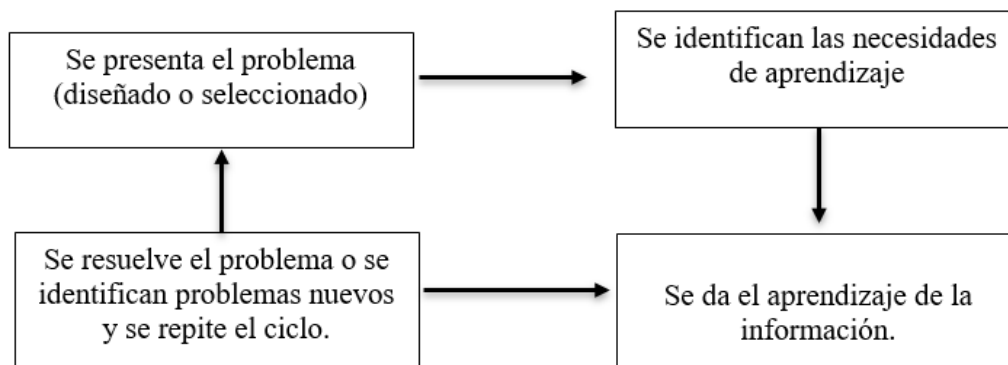 Se presenta el problema
(diseñado o seleccionado)
Se identifican las necesidades
de aprendizaje
Se resuelve el problema o se
identifican problemas nuevos
y se repite el ciclo.
Se da el aprendizaje de la
información.